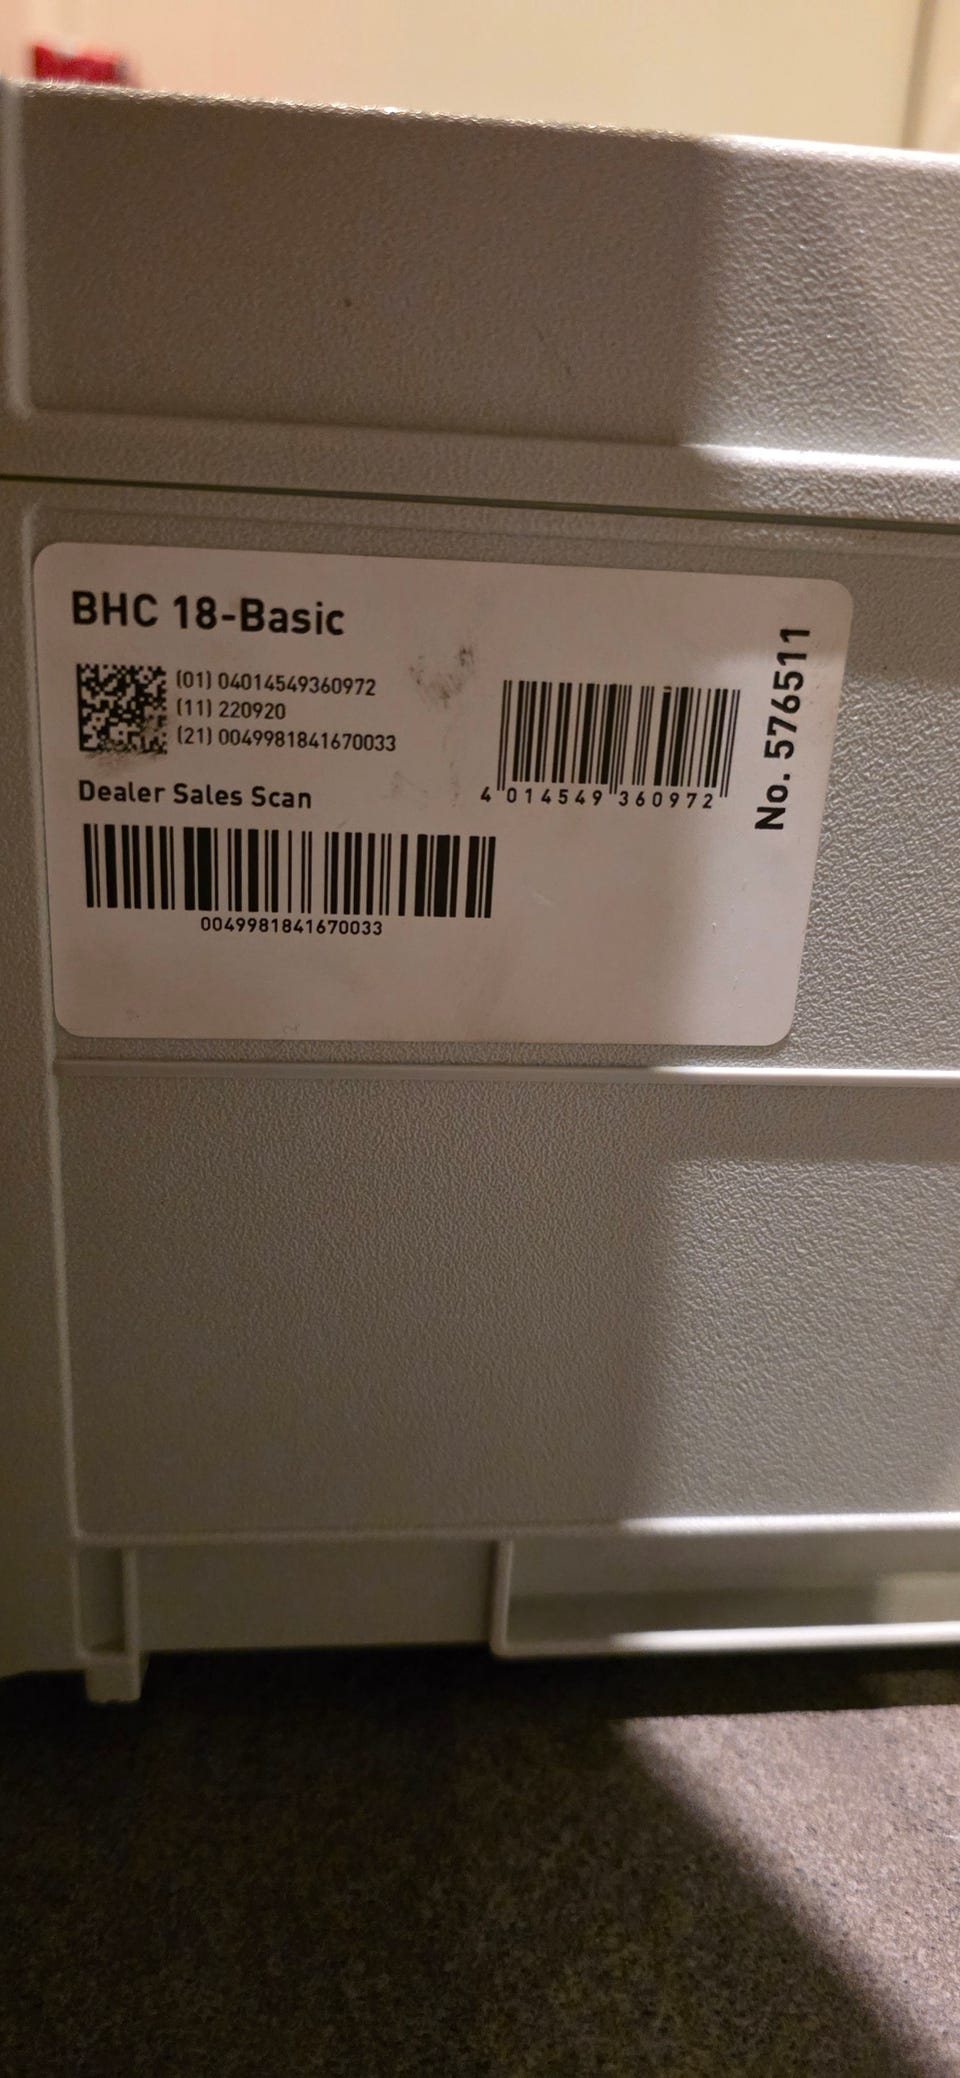 BHC 18-Basic
(01) 04014549360972
(11) 220920
(21) 0049981841670033
4 014549 360972
No. 576511
Dealer Sales Scan
0049981841670033